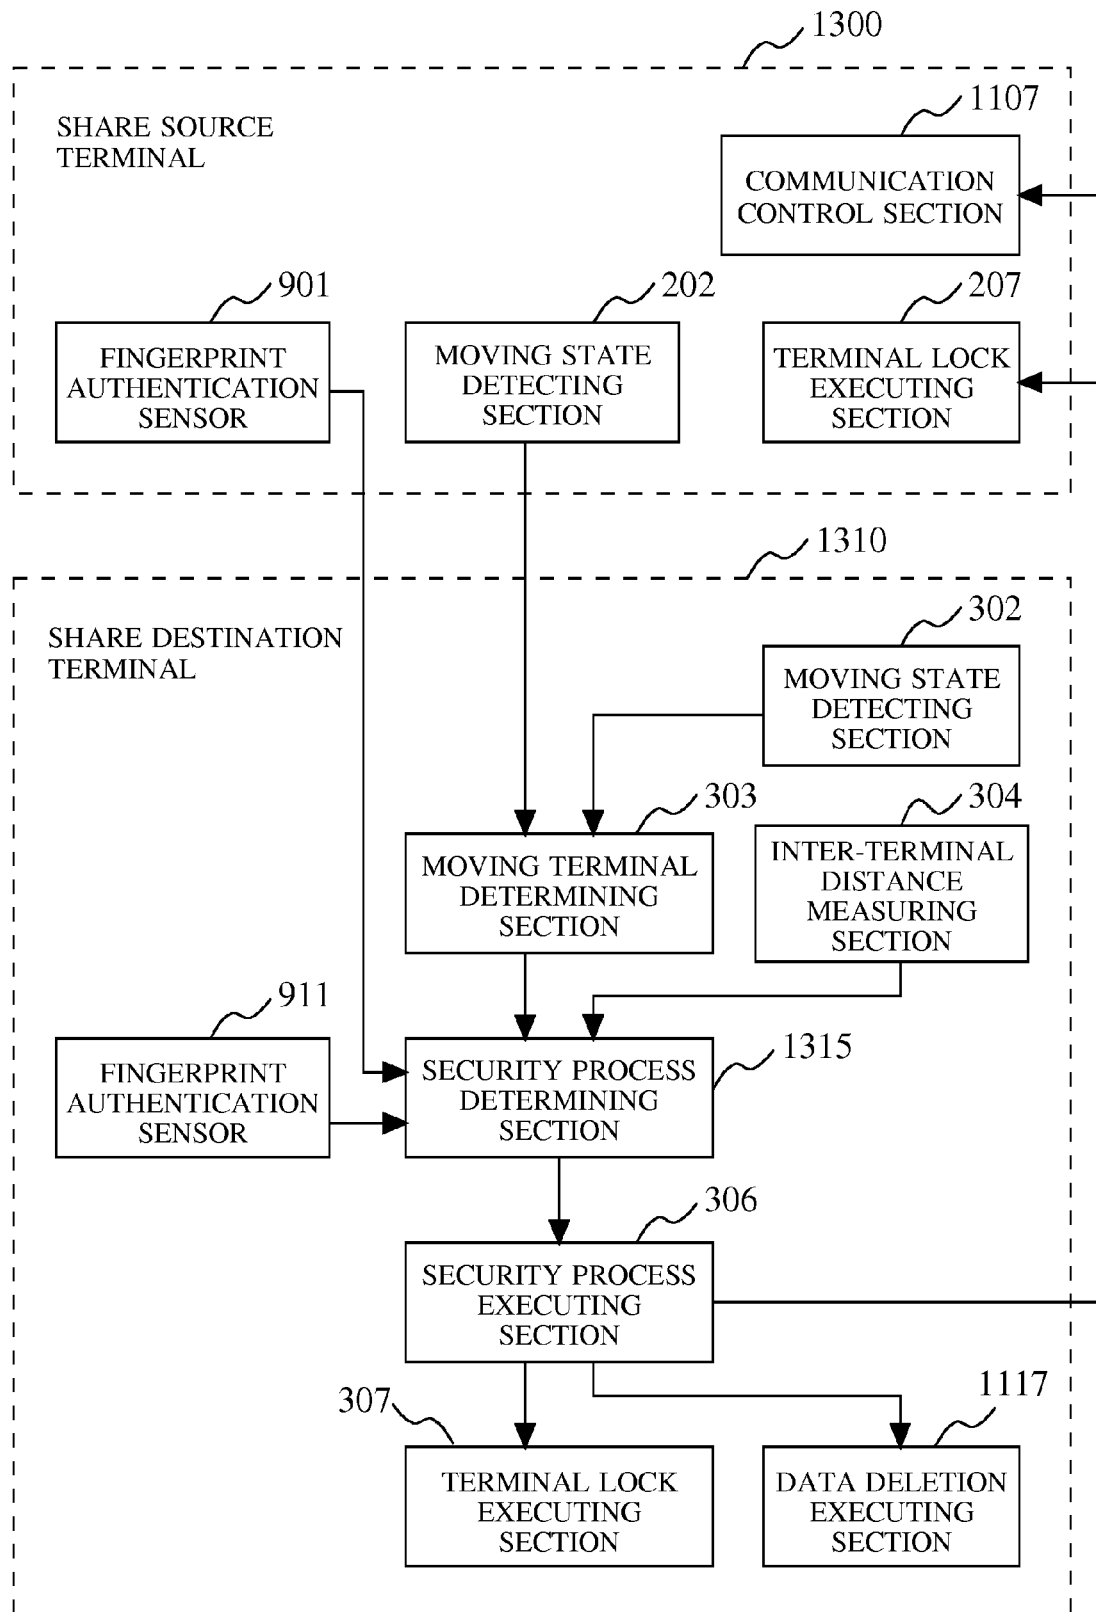 1300
SHARE SOURCE
TERMINAL
1107
COMMUNICATION
CONTROL SECTION
901
FINGERPRINT
AUTHENTICATION
SENSOR
202
MOVING STATE
DETECTING
SECTION
207
TERMINAL LOCK
EXECUTING
SECTION
1310
SHARE DESTINATION
TERMINAL
302
MOVING STATE
DETECTING
SECTION
303
MOVING TERMINAL
DETERMINING
SECTION
304
INTER-TERMINAL
DISTANCE
MEASURING
SECTION
911
FINGERPRINT
AUTHENTICATION
SENSOR
1315
SECURITY PROCESS
DETERMINING
SECTION
306
SECURITY PROCESS
EXECUTING
SECTION
307
TERMINAL LOCK
EXECUTING
SECTION
1117
DATA DELETION
EXECUTING
SECTION